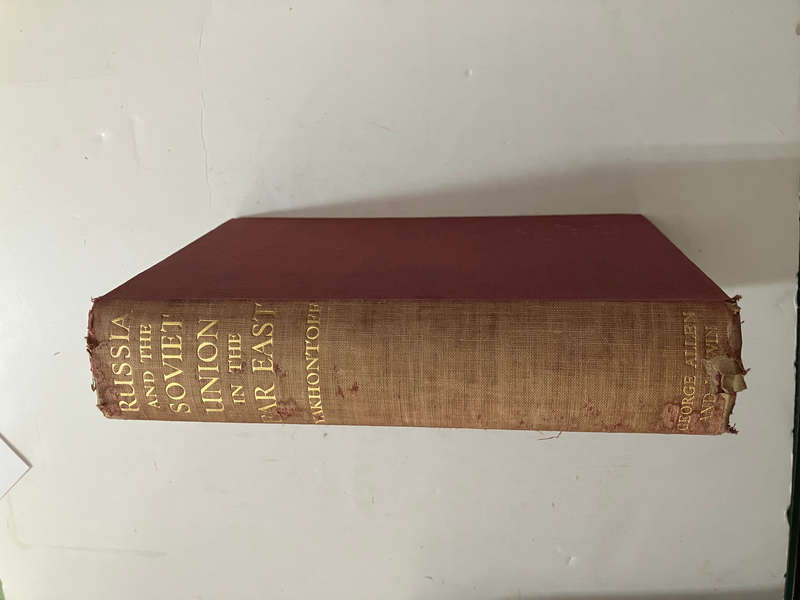 RUSSIA
AND THE
SOVIET
UNION
IN THE
FAR EAST
YAKHONTOFF
GEORGE ALLEN
AND